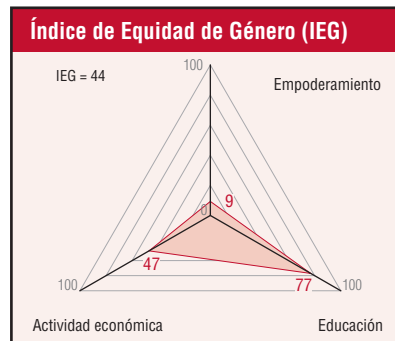 Índice de Equidad de Género (IEG)
IEG = 44
100
Empoderamiento
9
0
47
77
100
100
Actividad económica
Educación